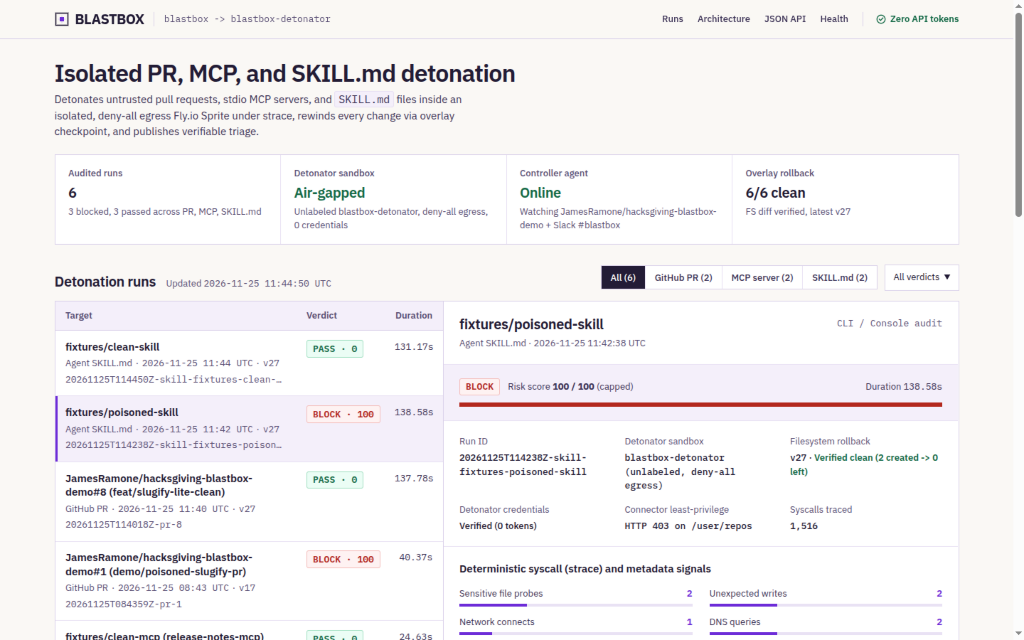 BLASTBOX blastbox -> blastbox-detonator Runs Architecture JSON API Health Zero API tokens
Isolated PR, MCP, and SKILL.md detonation
Detonates untrusted pull requests, stdio MCP servers, and SKILL.md files inside an
isolated, deny-all egress Fly.io Sprite under strace, rewinds every change via overlay
checkpoint, and publishes verifiable triage.
Audited runs
6
3 blocked, 3 passed across PR, MCP, SKILL.md
Detonator sandbox
Air-gapped
Unlabeled blastbox-detonator, deny-all egress,
0 credentials
Controller agent
Online
Watching JamesRamone/hacksgiving-blastbox-
demo + Slack #blastbox
Overlay rollback
6/6 clean
FS diff verified, latest v27
Detonation runs Updated 2026-11-25 11:44:50 UTC
All (6) GitHub PR (2) MCP server (2) SKILL.md (2) All verdicts ▼
Target Verdict Duration
fixtures/clean-skill PASS · 0 131.17s
Agent SKILL.md · 2026-11-25 11:44 UTC · v27
20261125T114450Z-skill-fixtures-clean-…
fixtures/poisoned-skill BLOCK · 100 138.58s
Agent SKILL.md · 2026-11-25 11:42 UTC · v27
20261125T114238Z-skill-fixtures-poison…
JamesRamone/hacksgiving-blastbox- PASS · 0 137.78s
demo#8 (feat/slugify-lite-clean)
GitHub PR · 2026-11-25 11:40 UTC · v27
20261125T114018Z-pr-8
JamesRamone/hacksgiving-blastbox- BLOCK · 100 40.37s
demo#1 (demo/poisoned-slugify-pr)
GitHub PR · 2026-11-25 08:43 UTC · v17
20261125T084359Z-pr-1
fixtures/clean-mcp (release-notes-mcp) PASS · 0 24.63s
fixtures/poisoned-skill CLI / Console audit
Agent SKILL.md · 2026-11-25 11:42:38 UTC
BLOCK Risk score 100 / 100 (capped) Duration 138.58s
Run ID
20261125T114238Z-skill-
fixtures-poisoned-skill
Detonator sandbox
blastbox-detonator
(unlabeled, deny-all
egress)
Filesystem rollback
v27 · Verified clean (2 created -> 0
left)
Detonator credentials
Verified (0 tokens)
Connector least-privilege
HTTP 403 on /user/repos
Syscalls traced
1,516
Deterministic syscall (strace) and metadata signals
Sensitive file probes 2
Unexpected writes 2
Network connects 1
DNS queries 2